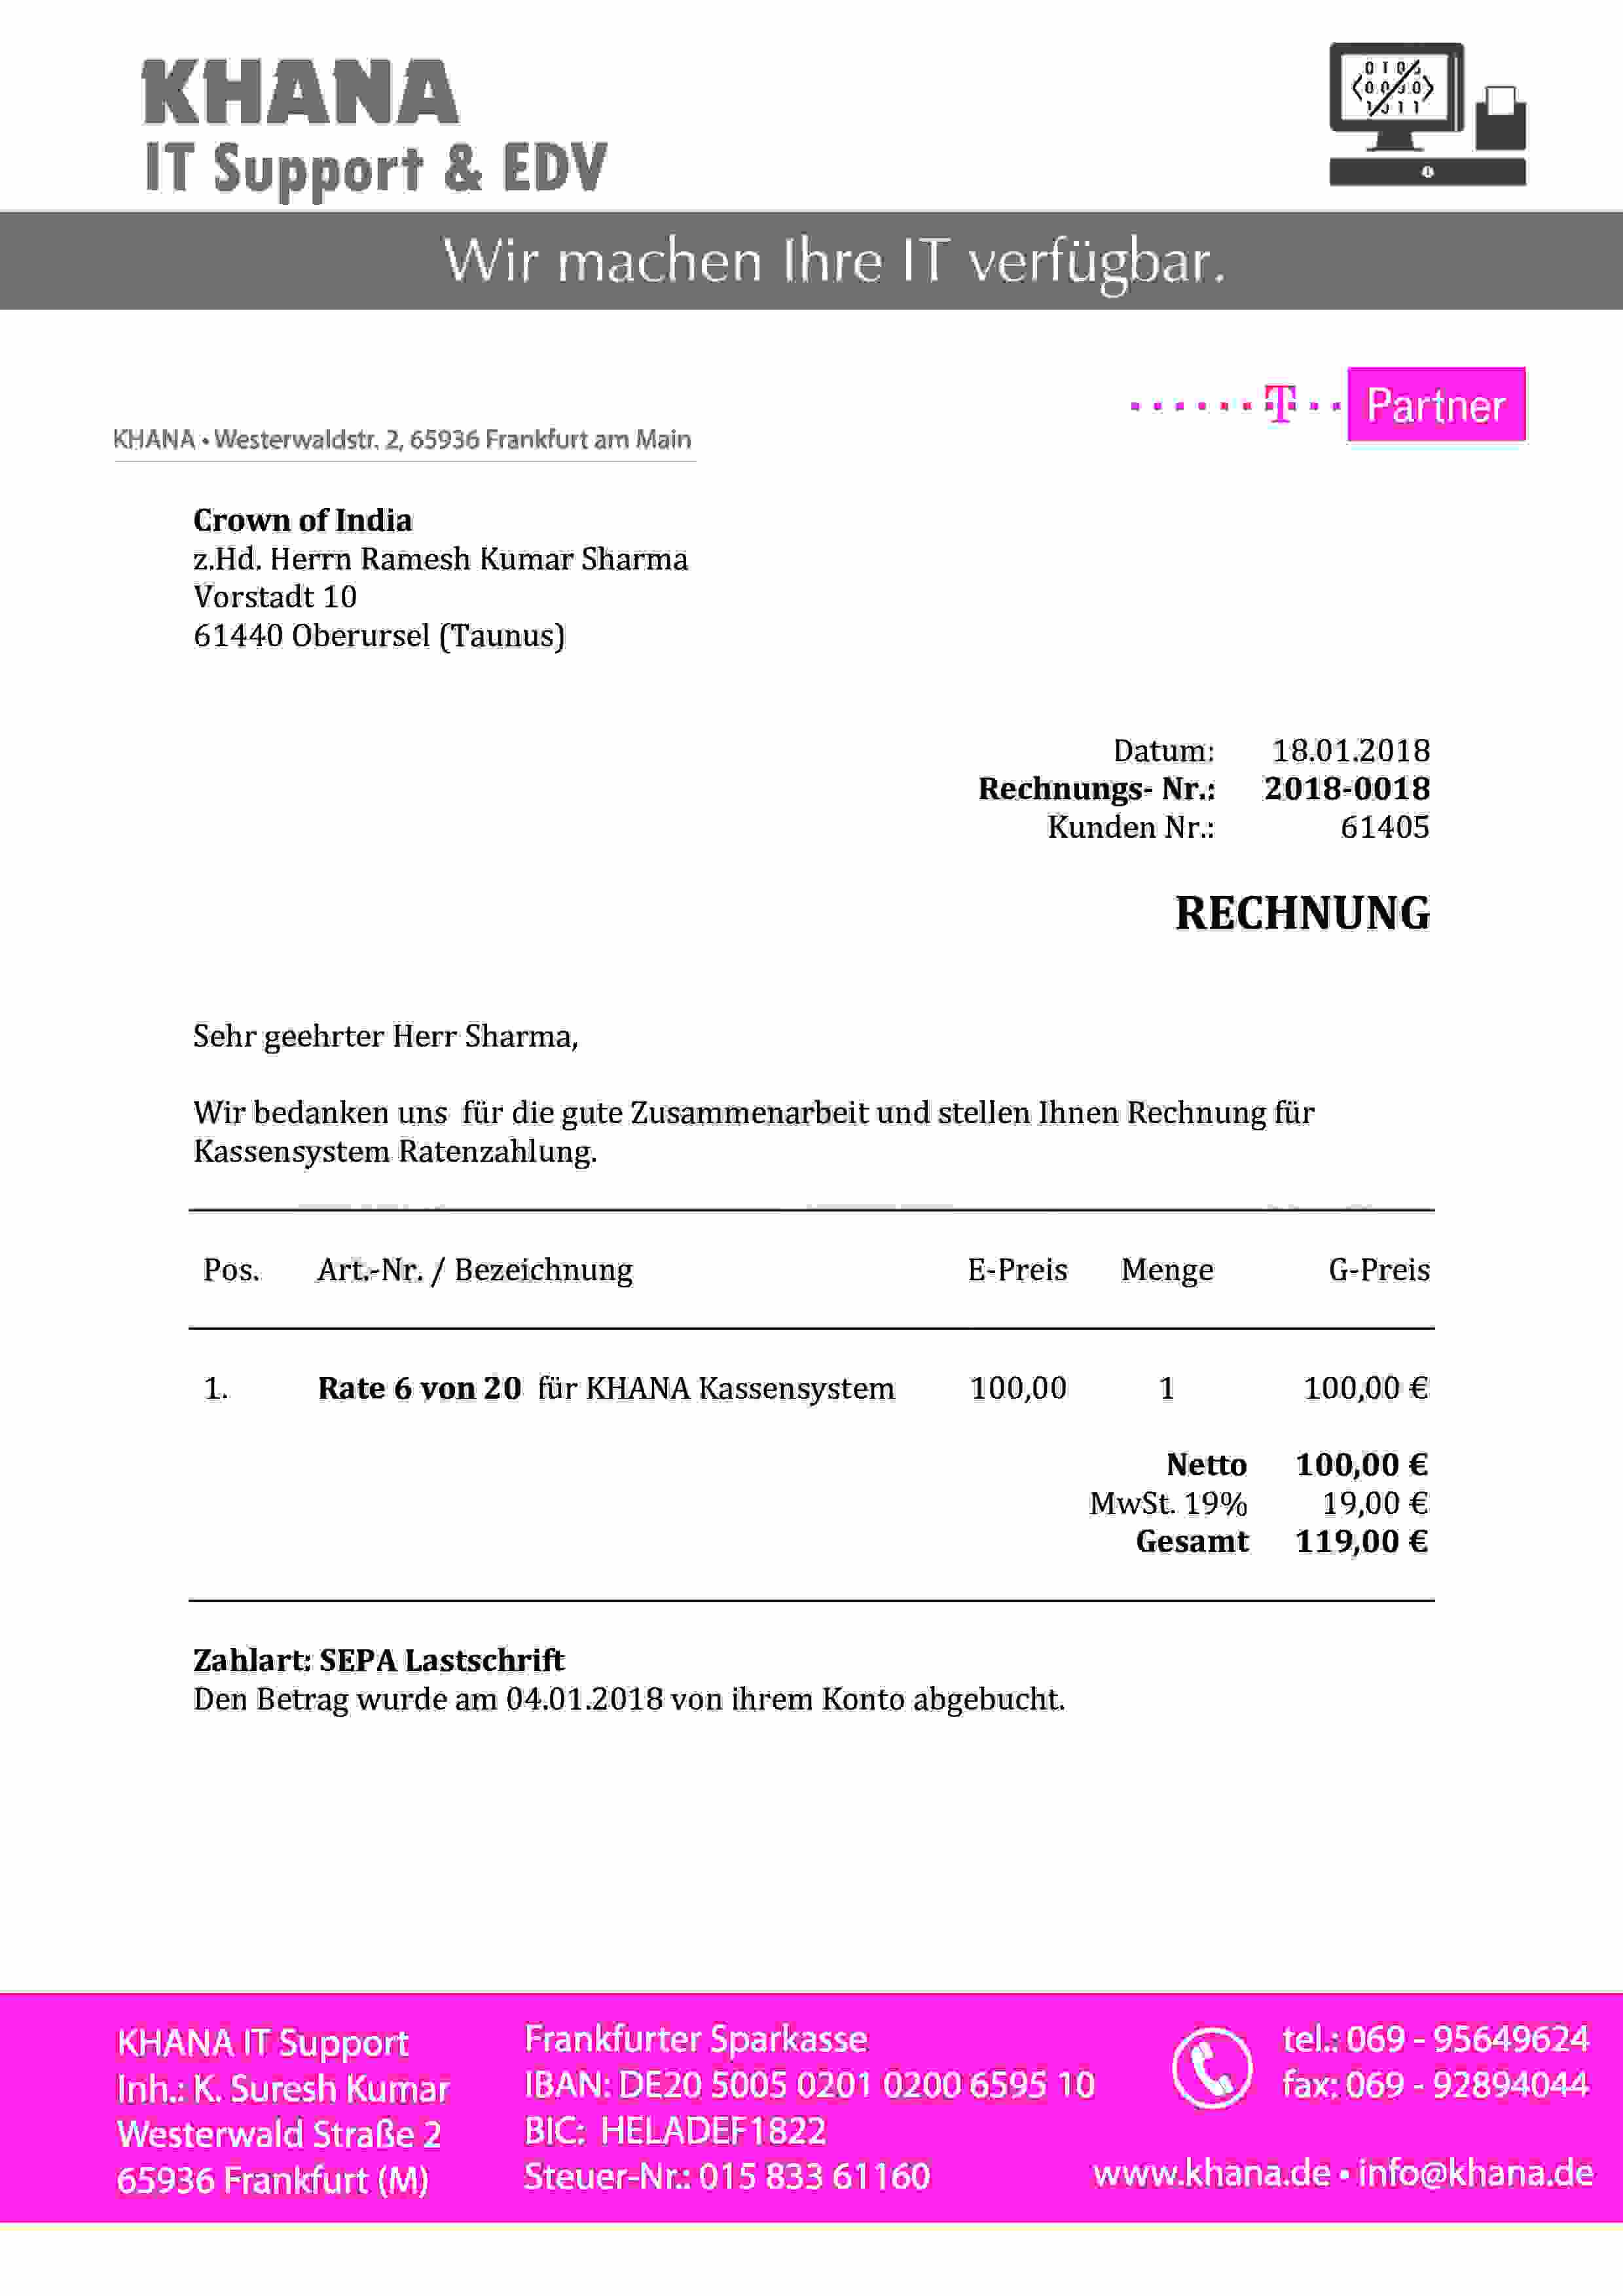 KHANA
IT Support & EDV
Wir machen Ihre IT verfügbar.
T Partner
KHANA • Westerwaldstr. 2, 65936 Frankfurt am Main
Crown of India
z.Hd. Herrn Ramesh Kumar Sharma
Vorstadt 10
61440 Oberursel (Taunus)
Datum: 18.01.2018
Rechnungs- Nr.: 2018-0018
Kunden Nr.: 61405
RECHNUNG
Sehr geehrter Herr Sharma,
Wir bedanken uns für die gute Zusammenarbeit und stellen Ihnen Rechnung für
Kassensystem Ratenzahlung.
Pos. Art.-Nr. / Bezeichnung E-Preis Menge G-Preis
1. Rate 6 von 20 für KHANA Kassensystem 100,00 1 100,00 €
Netto 100,00 €
MwSt. 19% 19,00 €
Gesamt 119,00 €
Zahlart: SEPA Lastschrift
Den Betrag wurde am 04.01.2018 von ihrem Konto abgebucht.
KHANA IT Support
Inh.: K. Suresh Kumar
Westerwald Straße 2
65936 Frankfurt (M)
Frankfurter Sparkasse
IBAN: DE20 5005 0201 0200 6595 10
BIC: HELADEF1822
Steuer-Nr.: 015 833 61160
tel.: 069 - 95649624
fax: 069 - 92894044
www.khana.de • info@khana.de